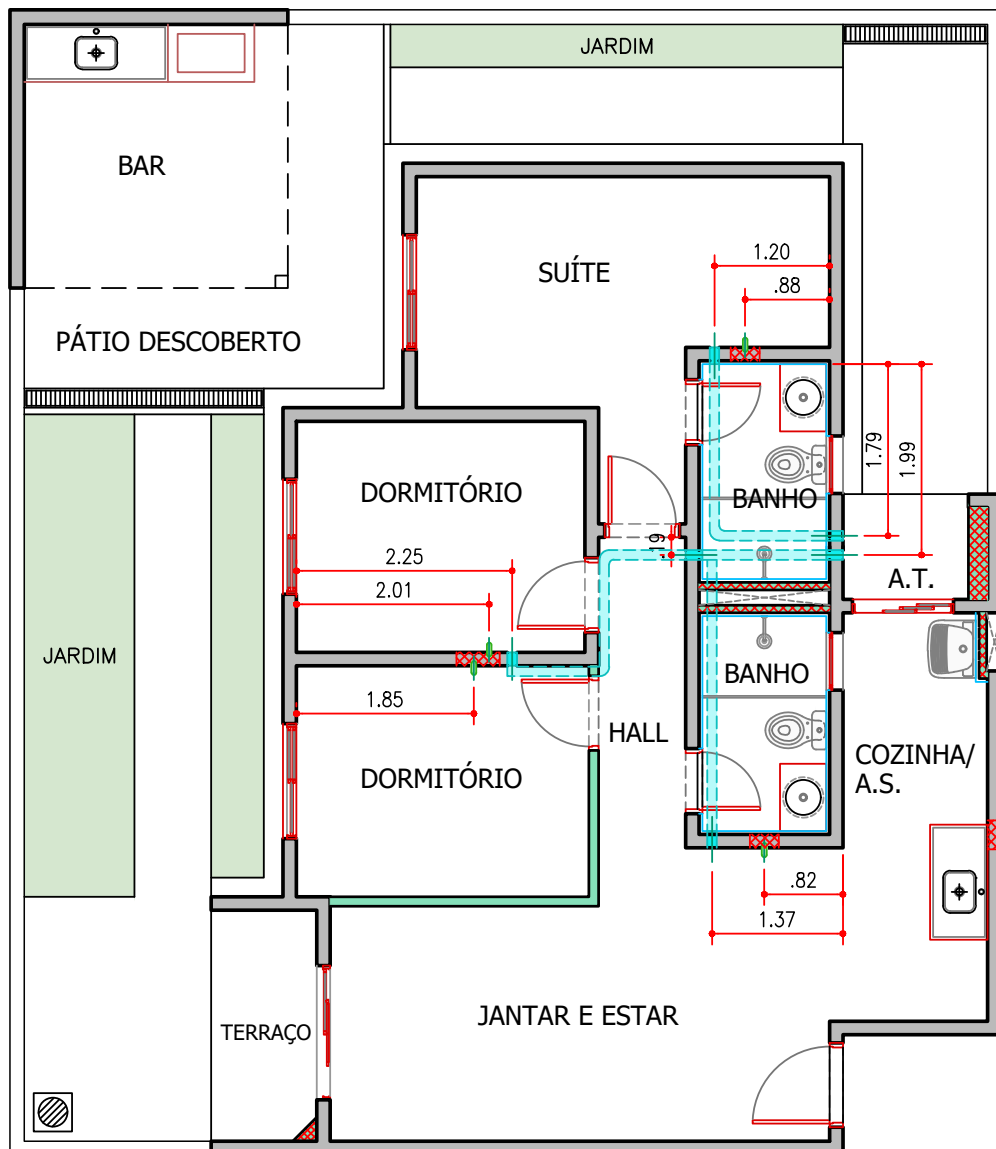 JARDIM
BAR
1.20
SUÍTE
.88
PÁTIO DESCOBERTO
1.79
1.99
DORMITÓRIO
BANHO
.19
2.25
A.T.
2.01
JARDIM
BANHO
1.85
HALL
COZINHA/
A.S.
DORMITÓRIO
.82
1.37
JANTAR E ESTAR
TERRAÇO